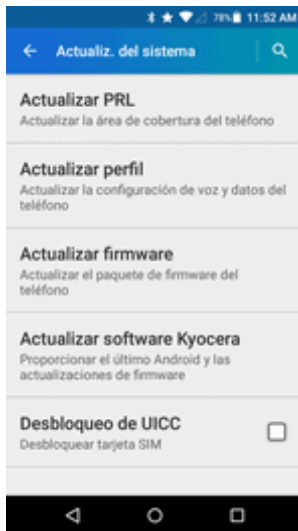 78% 11:52 AM
Actualiz. del sistema
Actualizar PRL
Actualizar la área de cobertura del teléfono
Actualizar perfil
Actualizar la configuración de voz y datos del
teléfono
Actualizar firmware
Actualizar el paquete de firmware del
teléfono
Actualizar software Kyocera
Proporcionar el último Android y las
actualizaciones de firmware
Desbloqueo de UICC
Desbloquear tarjeta SIM